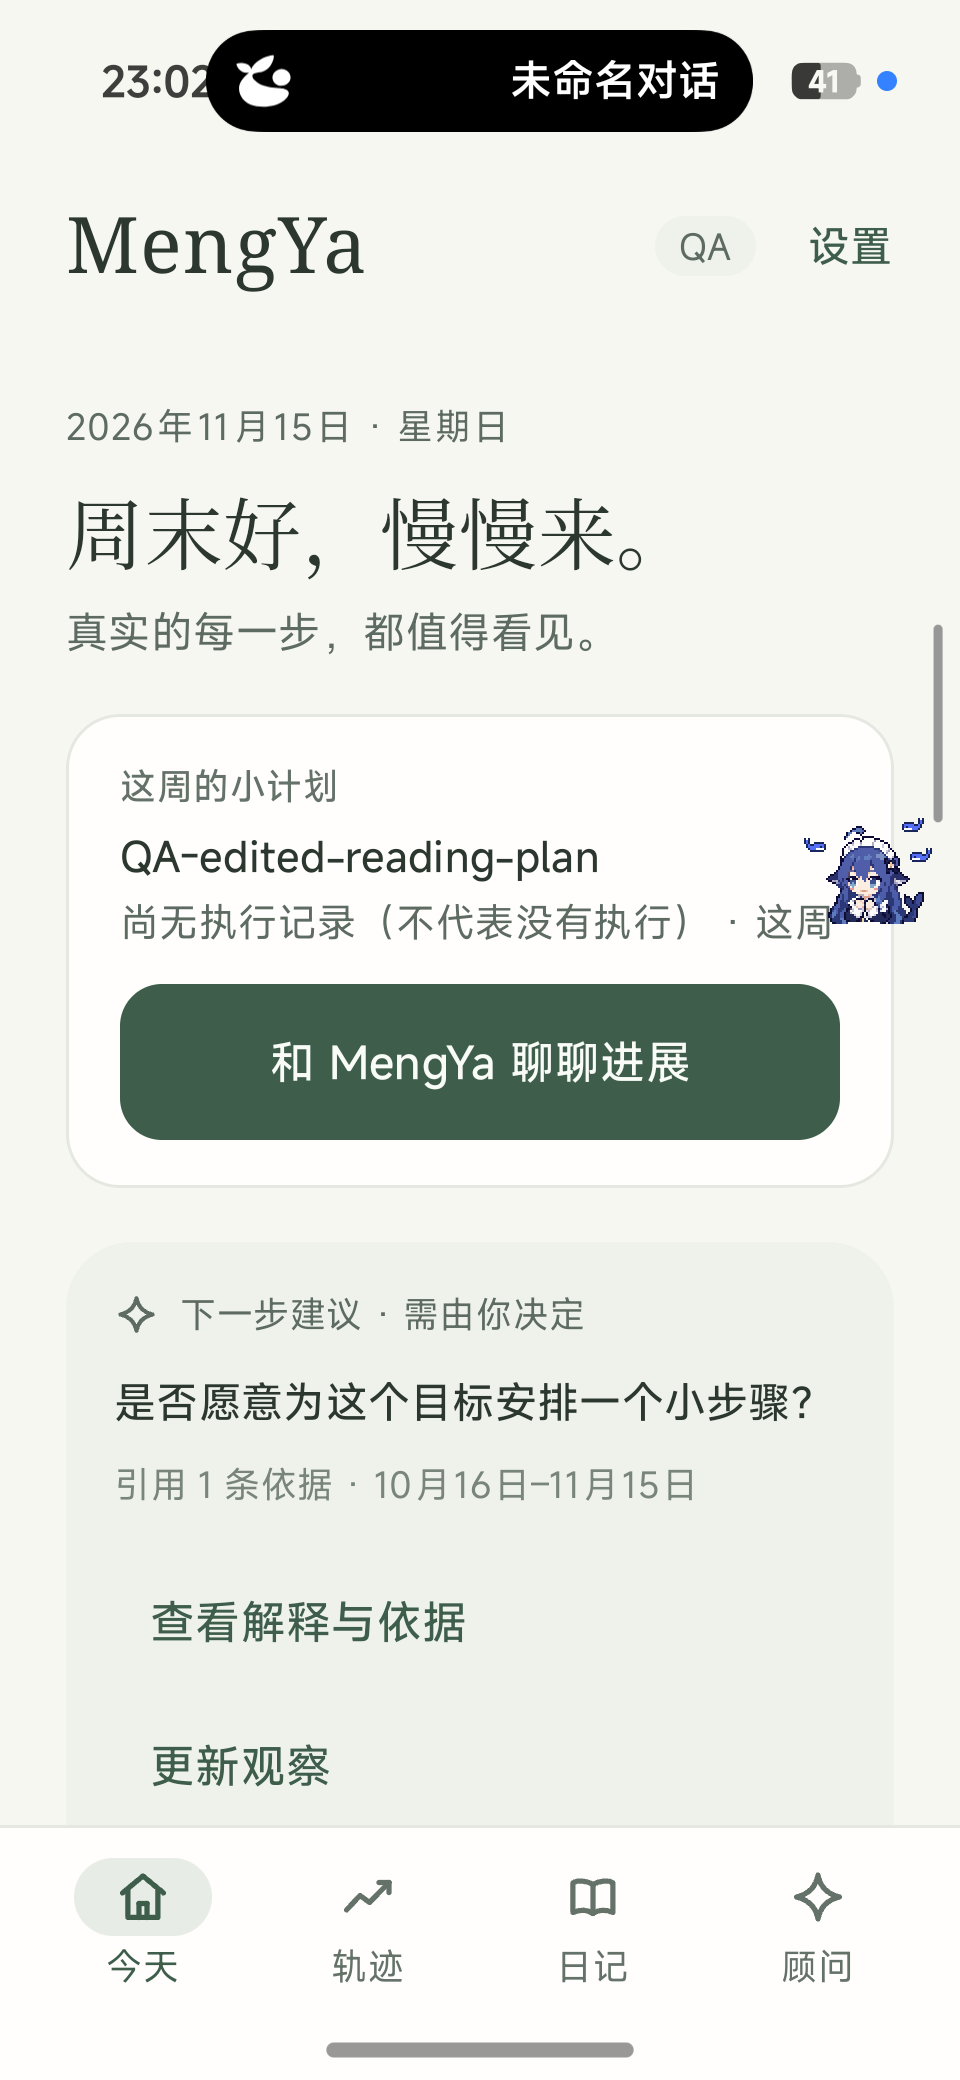 23:02
未命名对话
41
MengYa
QA
设置
2026年11月15日 · 星期日
周末好，慢慢来。
真实的每一步，都值得看见。
这周的小计划
QA-edited-reading-plan
尚无执行记录（不代表没有执行） · 这周
和 MengYa 聊聊进展
下一步建议 · 需由你决定
是否愿意为这个目标安排一个小步骤?
引用 1 条依据 · 10月16日–11月15日
查看解释与依据
更新观察
今天
轨迹
日记
顾问